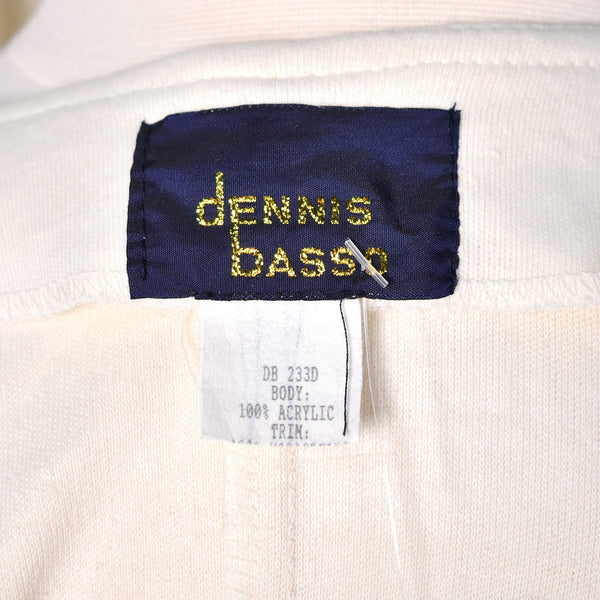 dENNIS
bASSO
DB 233D
BODY:
100% ACRYLIC
TRIM: